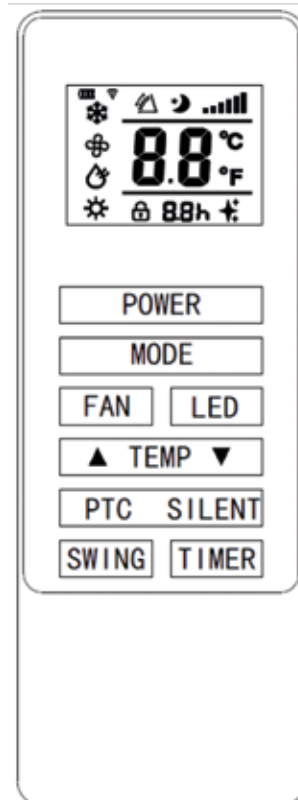 88 °C
°F
88h
POWER
MODE
FAN LED
▲ TEMP ▼
PTC SILENT
SWING TIMER